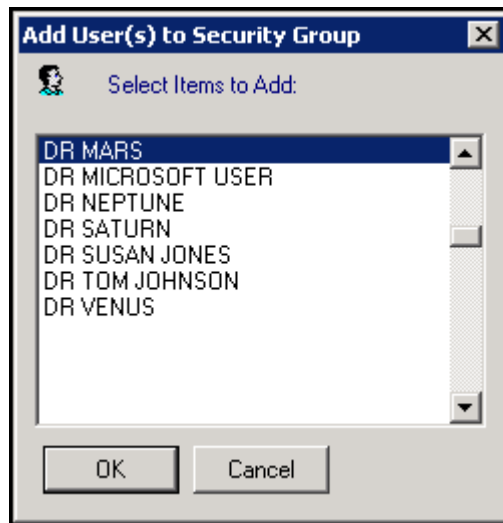 Add User(s) to Security Group
Select Items to Add:
DR MARS
DR MICROSOFT USER
DR NEPTUNE
DR SATURN
DR SUSAN JONES
DR TOM JOHNSON
DR VENUS
OK
Cancel